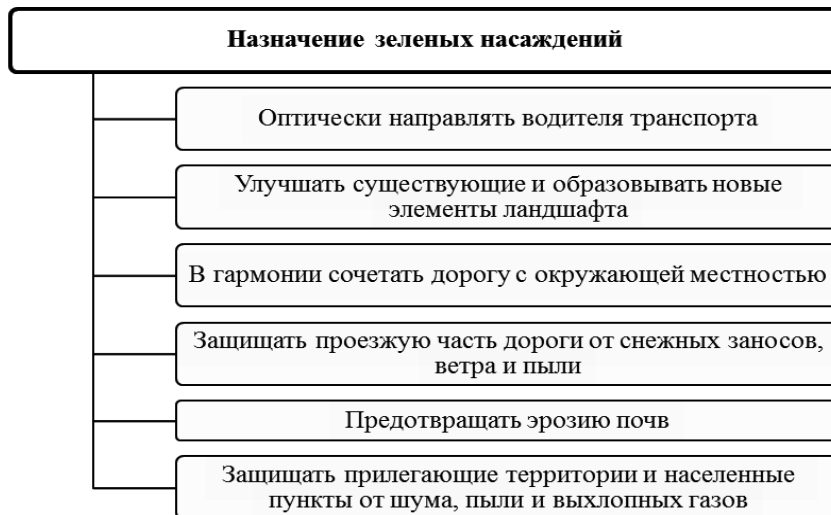 Назначение зеленых насаждений
Оптически направлять водителя транспорта
Улучшать существующие и образовывать новые
элементы ландшафта
В гармонии сочетать дорогу с окружающей местностью
Защищать проезжую часть дороги от снежных заносов,
ветра и пыли
Предотвращать эрозию почв
Защищать прилегающие территории и населенные
пункты от шума, пыли и выхлопных газов